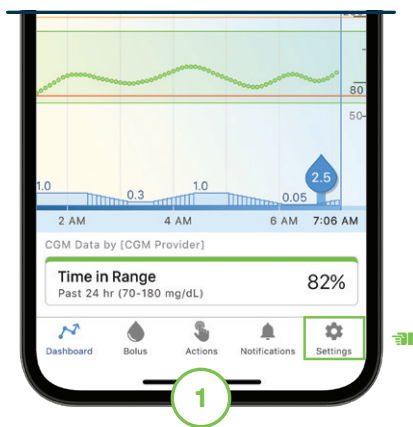 80
50
1.0
0.3
1.0
0.05
2.5
2 AM 4 AM 6 AM 7:06 AM
CGM Data by [CGM Provider]
Time in Range
Past 24 hr (70-180 mg/dL)
82%
Dashboard Bolus Actions Notifications Settings
1